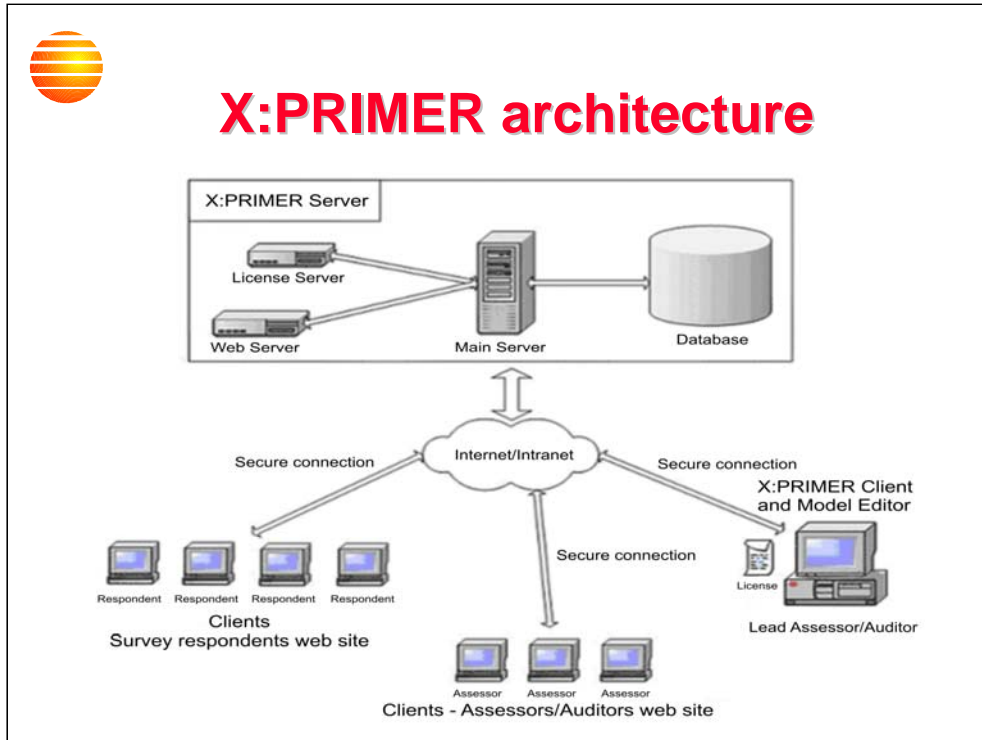 X:PRIMER architecture
X:PRIMER Server
License Server
Web Server
Main Server
Database
Internet/Intranet
Secure connection
Secure connection
Secure connection
X:PRIMER Client
and Model Editor
License
Lead Assessor/Auditor
Respondent Respondent Respondent Respondent
Clients
Survey respondents web site
Assessor Assessor Assessor
Clients - Assessors/Auditors web site